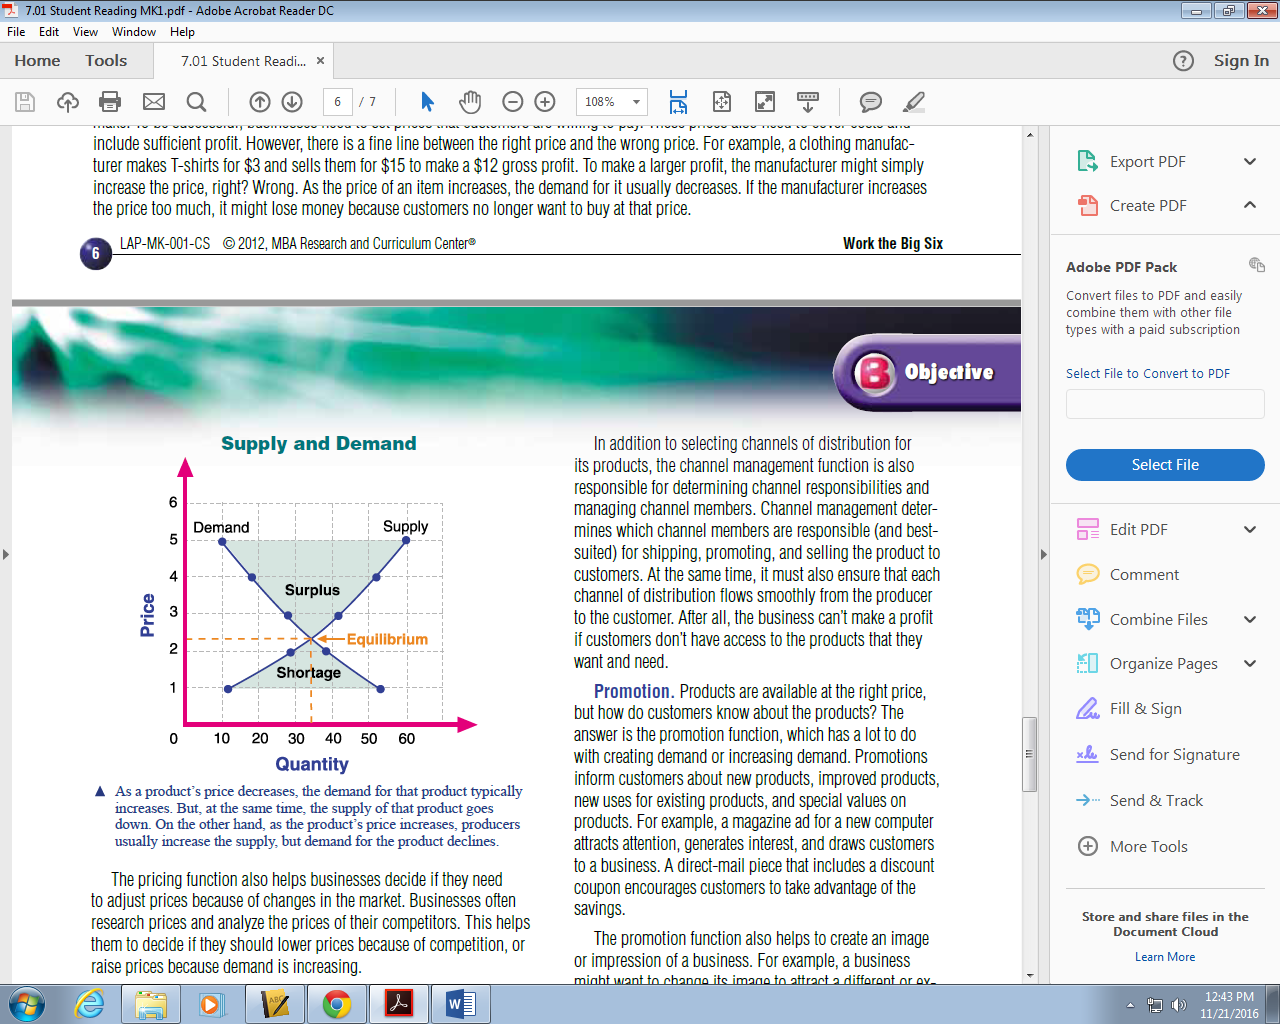 7.01 Student Reading MK1.pdf - Adobe Acrobat Reader DC
File Edit View Window Help
Home Tools 7.01 Student Readi... × ? Sign In
6 / 7 108%
include sufficient profit. However, there is a fine line between the right price and the wrong price. For example, a clothing manufac-
turer makes T-shirts for $3 and sells them for $15 to make a $12 gross profit. To make a larger profit, the manufacturer might simply
increase the price, right? Wrong. As the price of an item increases, the demand for it usually decreases. If the manufacturer increases
the price too much, it might lose money because customers no longer want to buy at that price.
6 LAP-MK-001-CS © 2012, MBA Research and Curriculum Center® Work the Big Six
B Objective
Supply and Demand
6
Demand Supply
5
4
Surplus
3
Price
Equilibrium
2
Shortage
1
0 10 20 30 40 50 60
Quantity
▲ As a product's price decreases, the demand for that product typically
increases. But, at the same time, the supply of that product goes
down. On the other hand, as the product's price increases, producers
usually increase the supply, but demand for the product declines.
The pricing function also helps businesses decide if they need
to adjust prices because of changes in the market. Businesses often
research prices and analyze the prices of their competitors. This helps
them to decide if they should lower prices because of competition, or
raise prices because demand is increasing.
In addition to selecting channels of distribution for
its products, the channel management function is also
responsible for determining channel responsibilities and
managing channel members. Channel management deter-
mines which channel members are responsible (and best-
suited) for shipping, promoting, and selling the product to
customers. At the same time, it must also ensure that each
channel of distribution flows smoothly from the producer
to the customer. After all, the business can't make a profit
if customers don't have access to the products that they
want and need.
Promotion. Products are available at the right price,
but how do customers know about the products? The
answer is the promotion function, which has a lot to do
with creating demand or increasing demand. Promotions
inform customers about new products, improved products,
new uses for existing products, and special values on
products. For example, a magazine ad for a new computer
attracts attention, generates interest, and draws customers
to a business. A direct-mail piece that includes a discount
coupon encourages customers to take advantage of the
savings.
The promotion function also helps to create an image
or impression of a business. For example, a business
might want to change its image to attract a different or ex-
Export PDF
Create PDF
Adobe PDF Pack
Convert files to PDF and easily
combine them with other file
types with a paid subscription
Select File to Convert to PDF
Select File
Edit PDF
Comment
Combine Files
Organize Pages
Fill & Sign
Send for Signature
Send & Track
More Tools
Store and share files in the
Document Cloud
Learn More
12:43 PM
11/21/2016